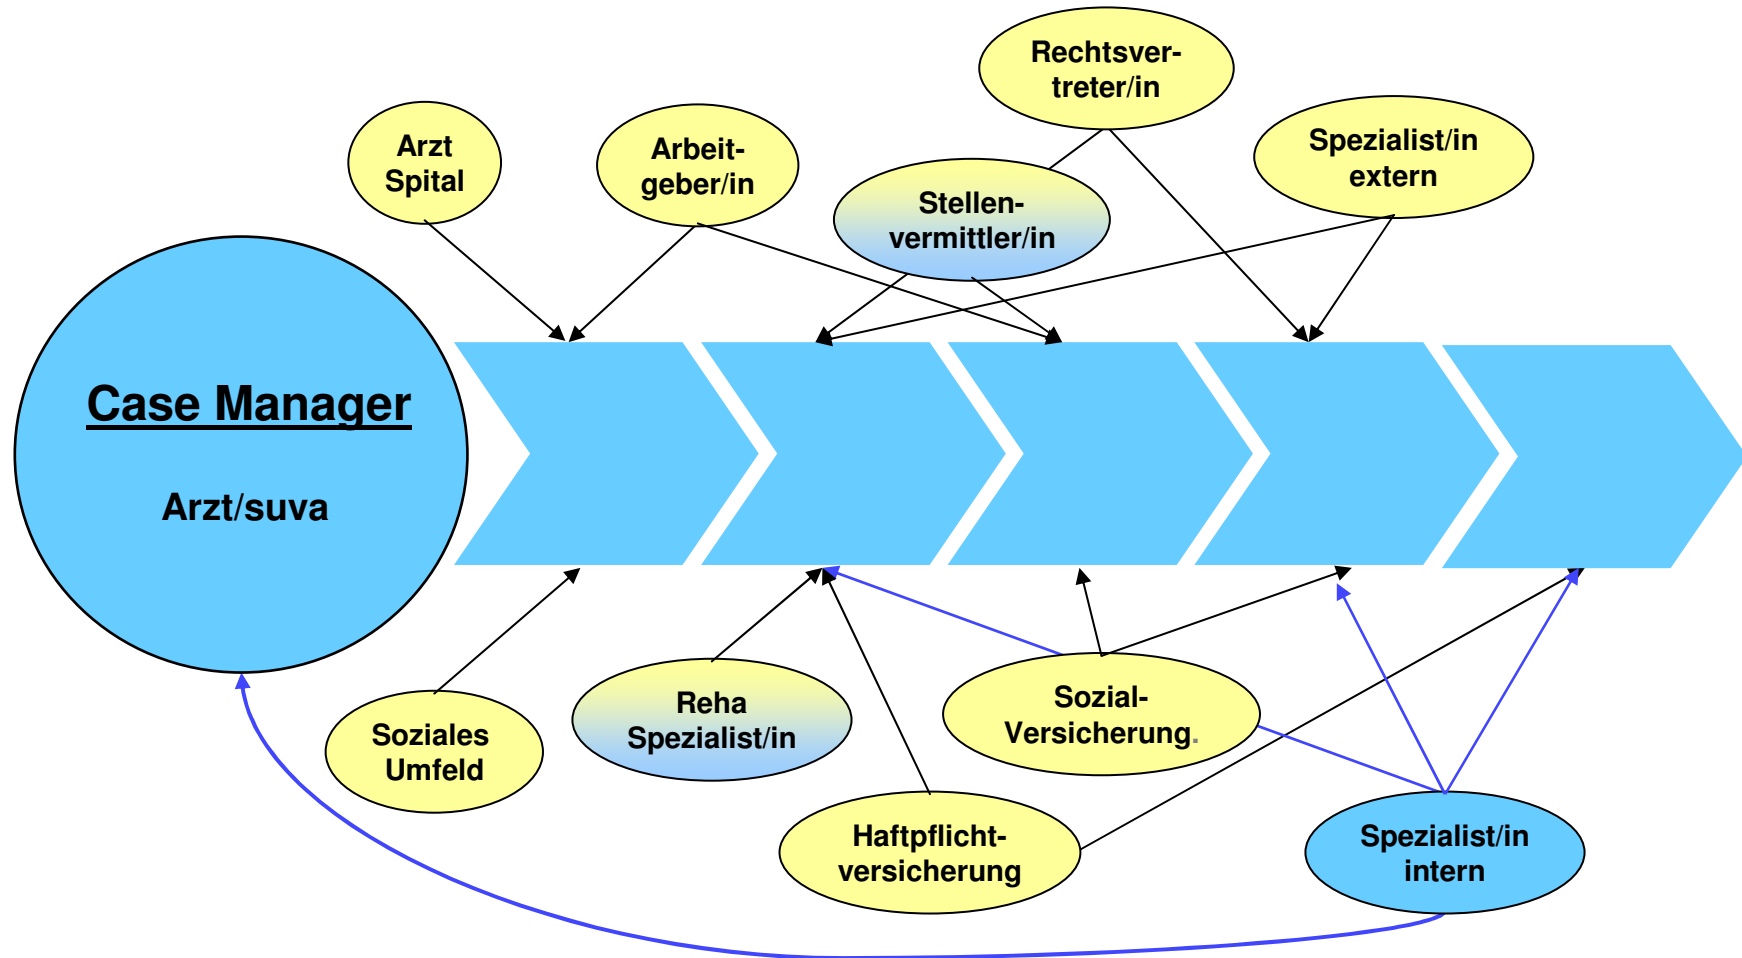 Rechtsver-
treter/in
Arzt
Spital
Arbeit-
geber/in
Spezialist/in
extern
Stellen-
vermittler/in
Case Manager
Arzt/suva
Soziales
Umfeld
Reha
Spezialist/in
Sozial-
Versicherung.
Haftpflicht-
versicherung
Spezialist/in
intern